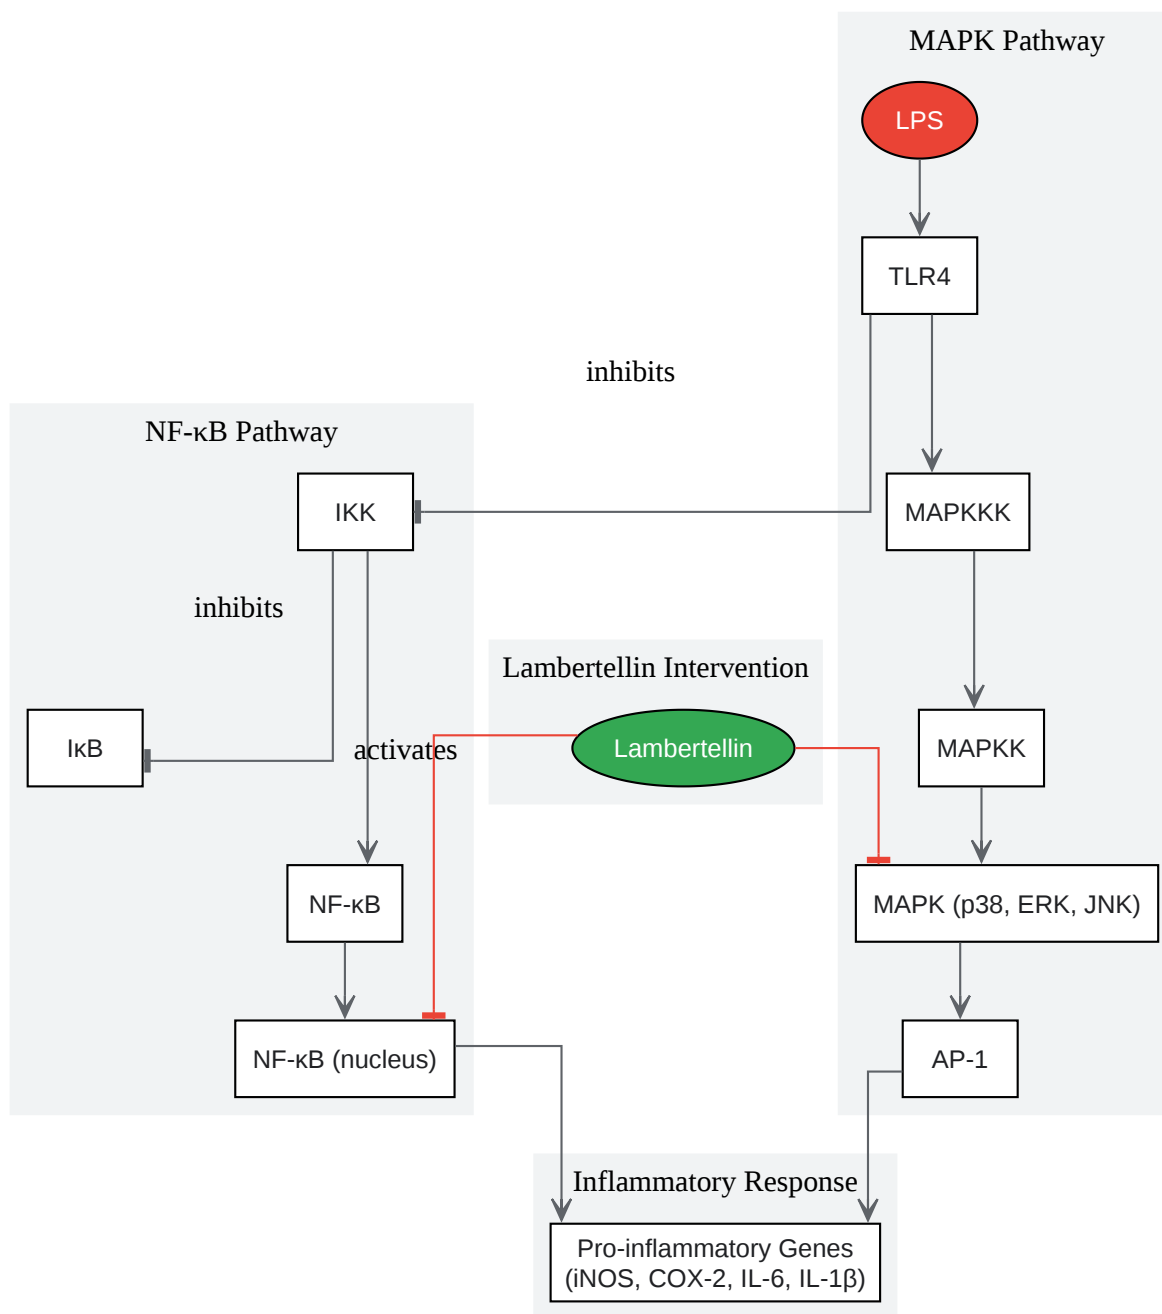 MAPK Pathway
LPS
TLR4
inhibits
NF-κB Pathway
IKK
MAPKKK
inhibits
Lambertellin Intervention
IκB
activates
Lambertellin
MAPKK
NF-κB
MAPK (p38, ERK, JNK)
NF-κB (nucleus)
AP-1
Inflammatory Response
Pro-inflammatory Genes
(iNOS, COX-2, IL-6, IL-1β)